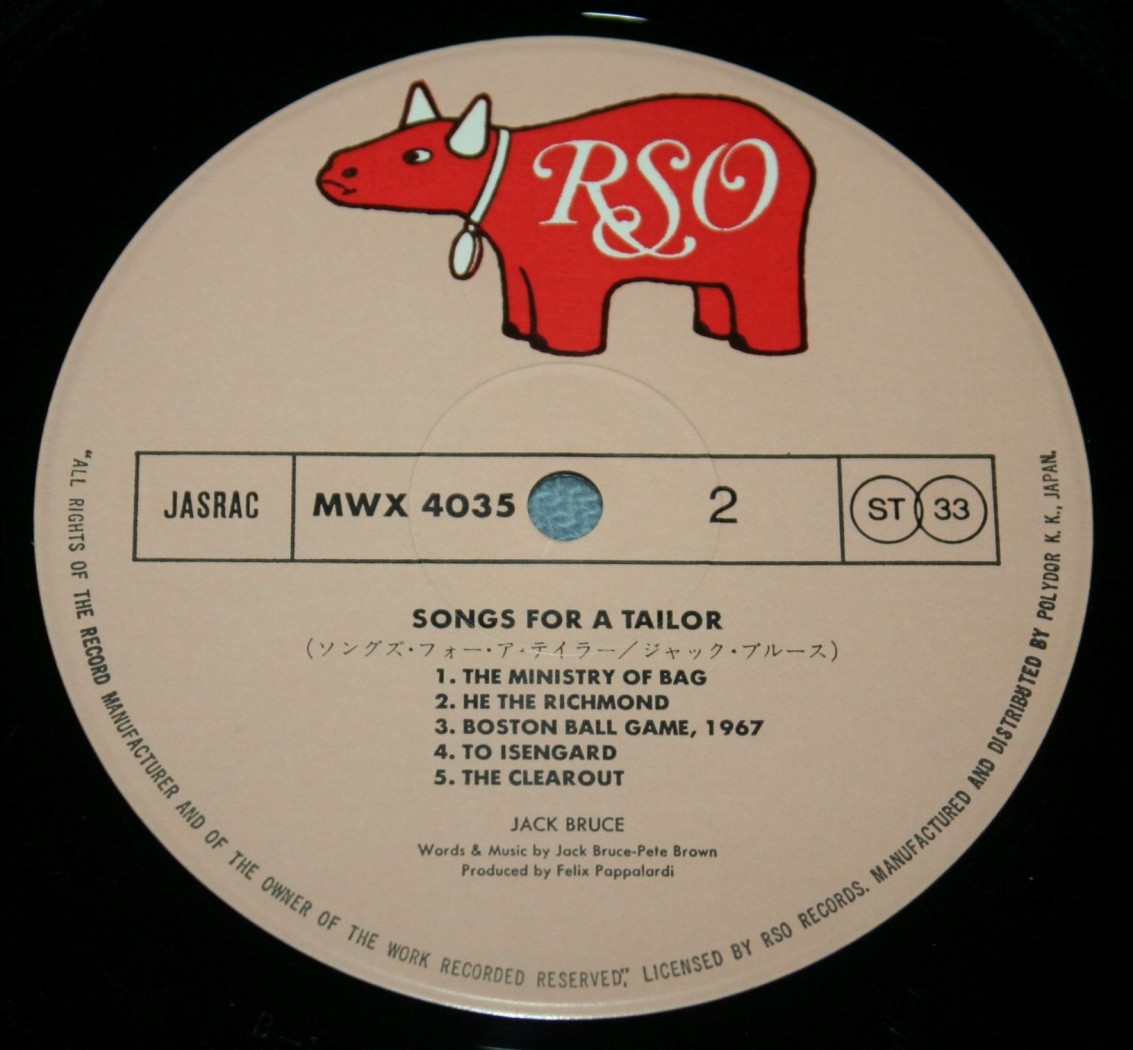 RSO
JASRAC MWX 4035 2 ST 33
SONGS FOR A TAILOR
(ソングズ・フォー・ア・テイラー/ジャック・ブルース)
1. THE MINISTRY OF BAG
2. HE THE RICHMOND
3. BOSTON BALL GAME, 1967
4. TO ISENGARD
5. THE CLEAROUT
JACK BRUCE
Words & Music by Jack Bruce-Pete Brown
Produced by Felix Pappalardi
"ALL RIGHTS OF THE RECORD MANUFACTURER AND OF THE OWNER OF THE WORK RECORDED RESERVED", LICENSED BY RSO RECORDS. MANUFACTURED AND DISTRIBUTED BY POLYDOR K. K., JAPAN.